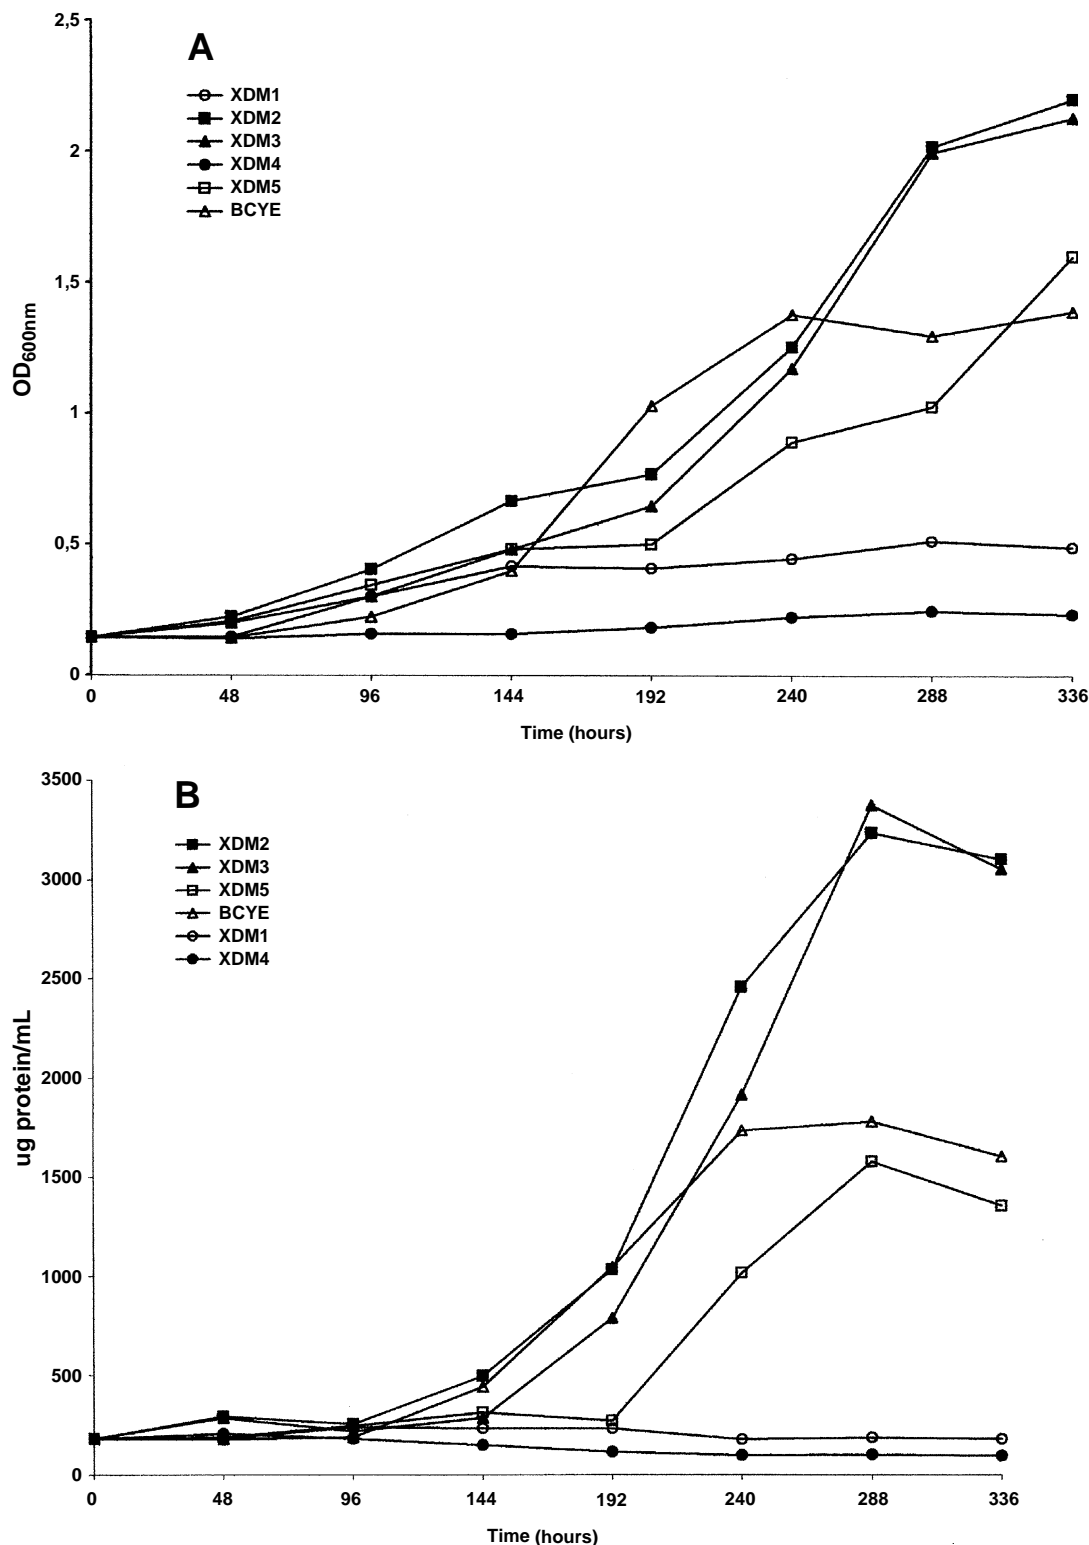 2,5
A
XDM1
XDM2
XDM3
XDM4
XDM5
BCYE
2
1,5
1
0,5
0
OD600nm
0 48 96 144 192 240 288 336
Time (hours)
B
XDM2
XDM3
XDM5
BCYE
XDM1
XDM4
3500
3000
2500
2000
1500
1000
500
0
ug protein/mL
0 48 96 144 192 240 288 336
Time (hours)